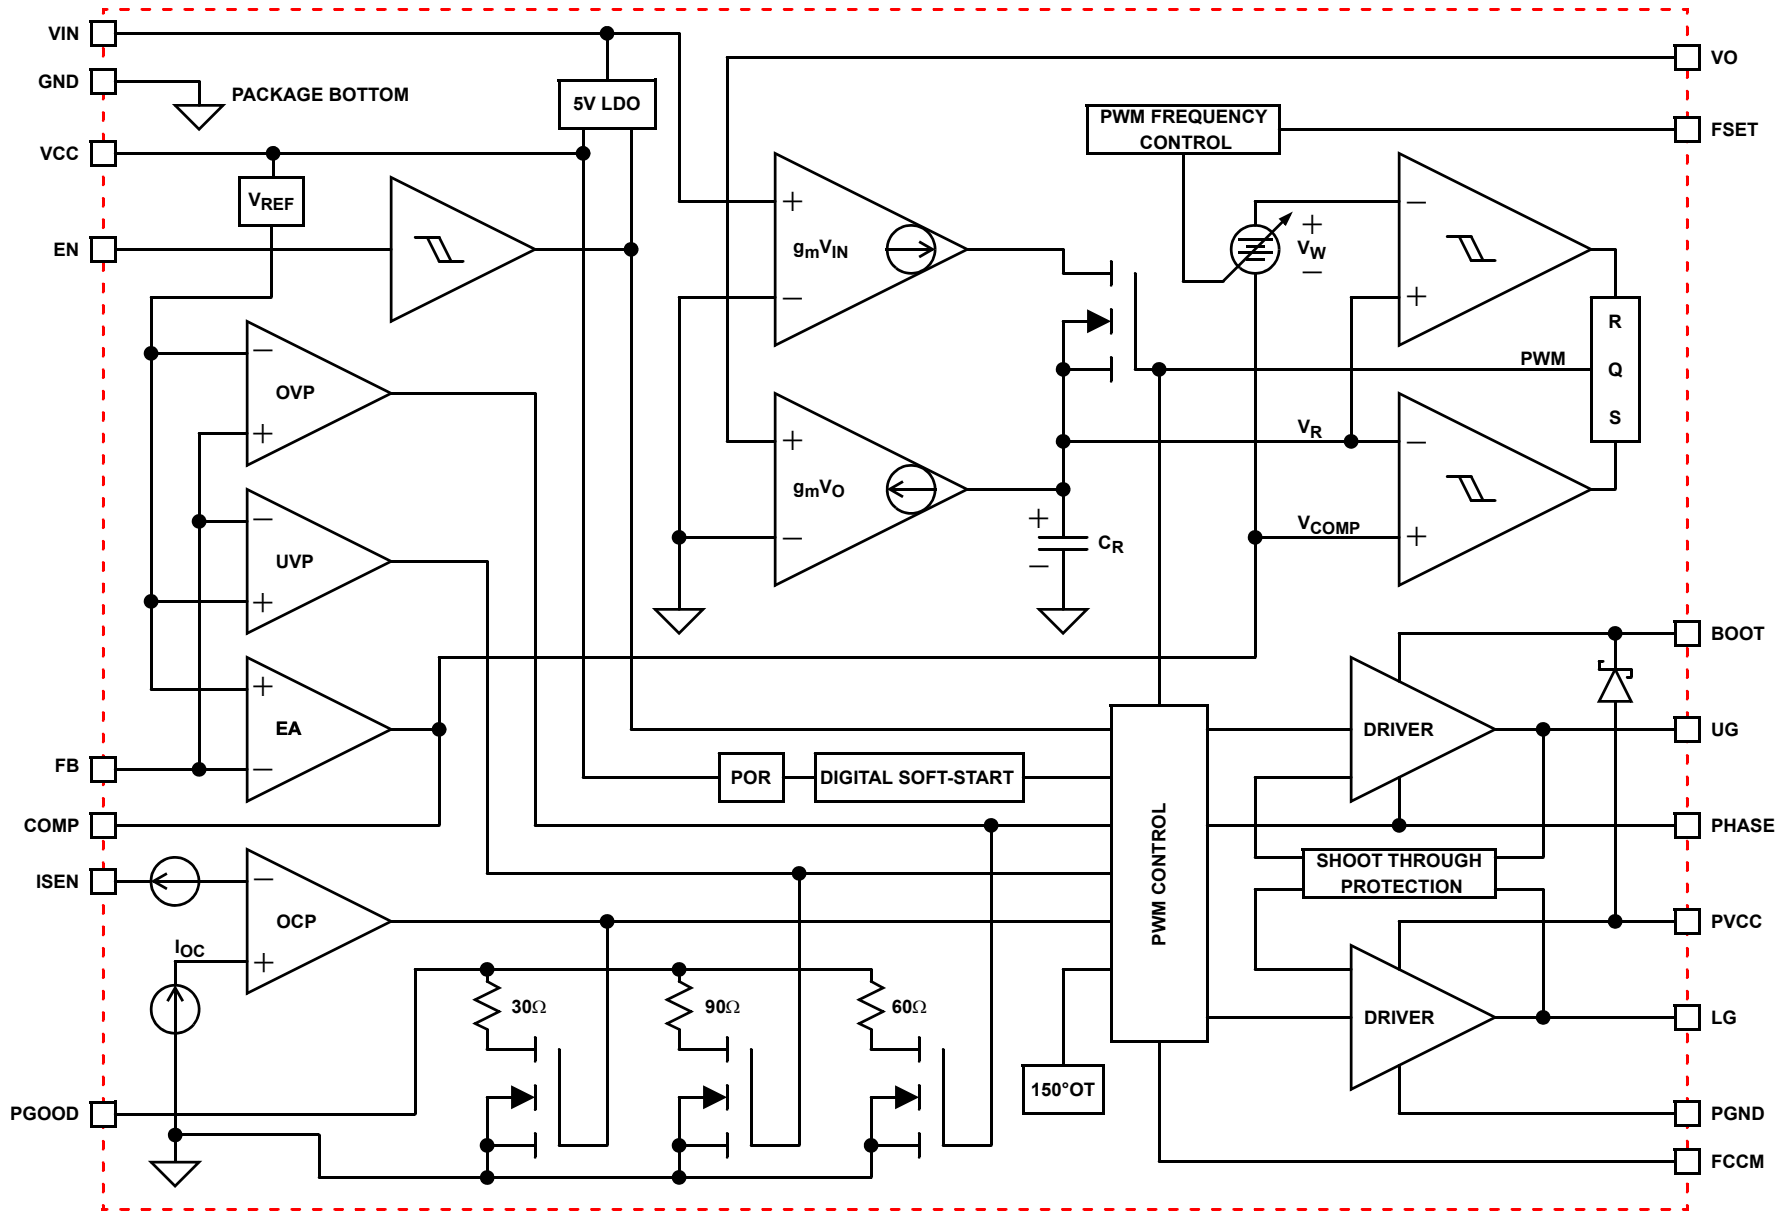 VIN
GND
PACKAGE BOTTOM
VCC
EN
5V LDO
VREF
OVP
UVP
EA
FB
COMP
ISEN
OCP
IOC
PGOOD
30Ω
90Ω
60Ω
gmVIN
gmVO
+
CR
−
PWM FREQUENCY
CONTROL
+
VW
−
PWM
VR
VCOMP
R
Q
S
POR
DIGITAL SOFT-START
PWM CONTROL
150°OT
DRIVER
SHOOT THROUGH
PROTECTION
DRIVER
VO
FSET
BOOT
UG
PHASE
PVCC
LG
PGND
FCCM